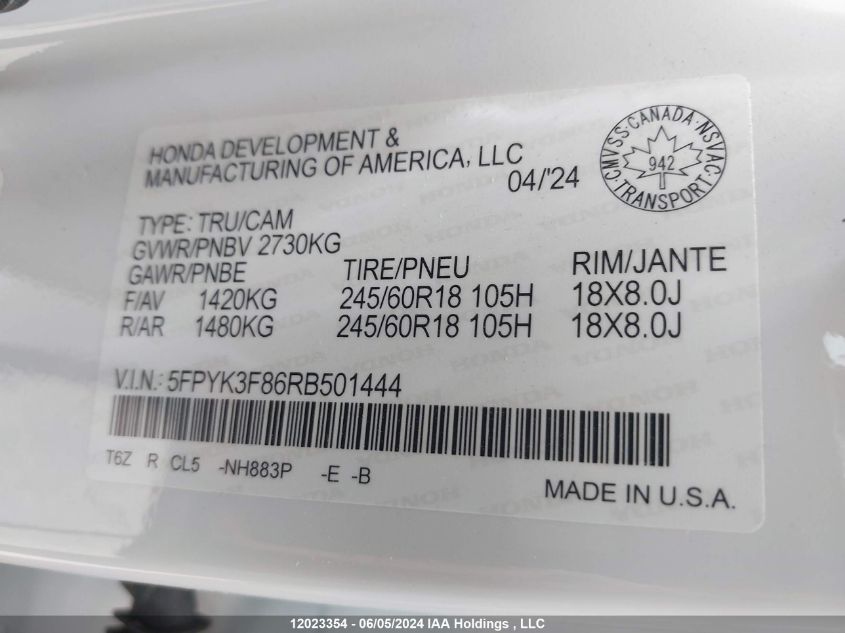 HONDA DEVELOPMENT &
MANUFACTURING OF AMERICA, LLC
04/'24
CMVSS·CANADA·NSVAC·TRANSPORT·
942
TYPE: TRU/CAM
GVWR/PNBV 2730KG
GAWR/PNBE TIRE/PNEU RIM/JANTE
F/AV 1420KG 245/60R18 105H 18X8.0J
R/AR 1480KG 245/60R18 105H 18X8.0J
V.I.N.: 5FPYK3F86RB501444
T6Z R CL5 -NH883P -E -B
MADE IN U.S.A.
12023354 - 06/05/2024 IAA Holdings , LLC